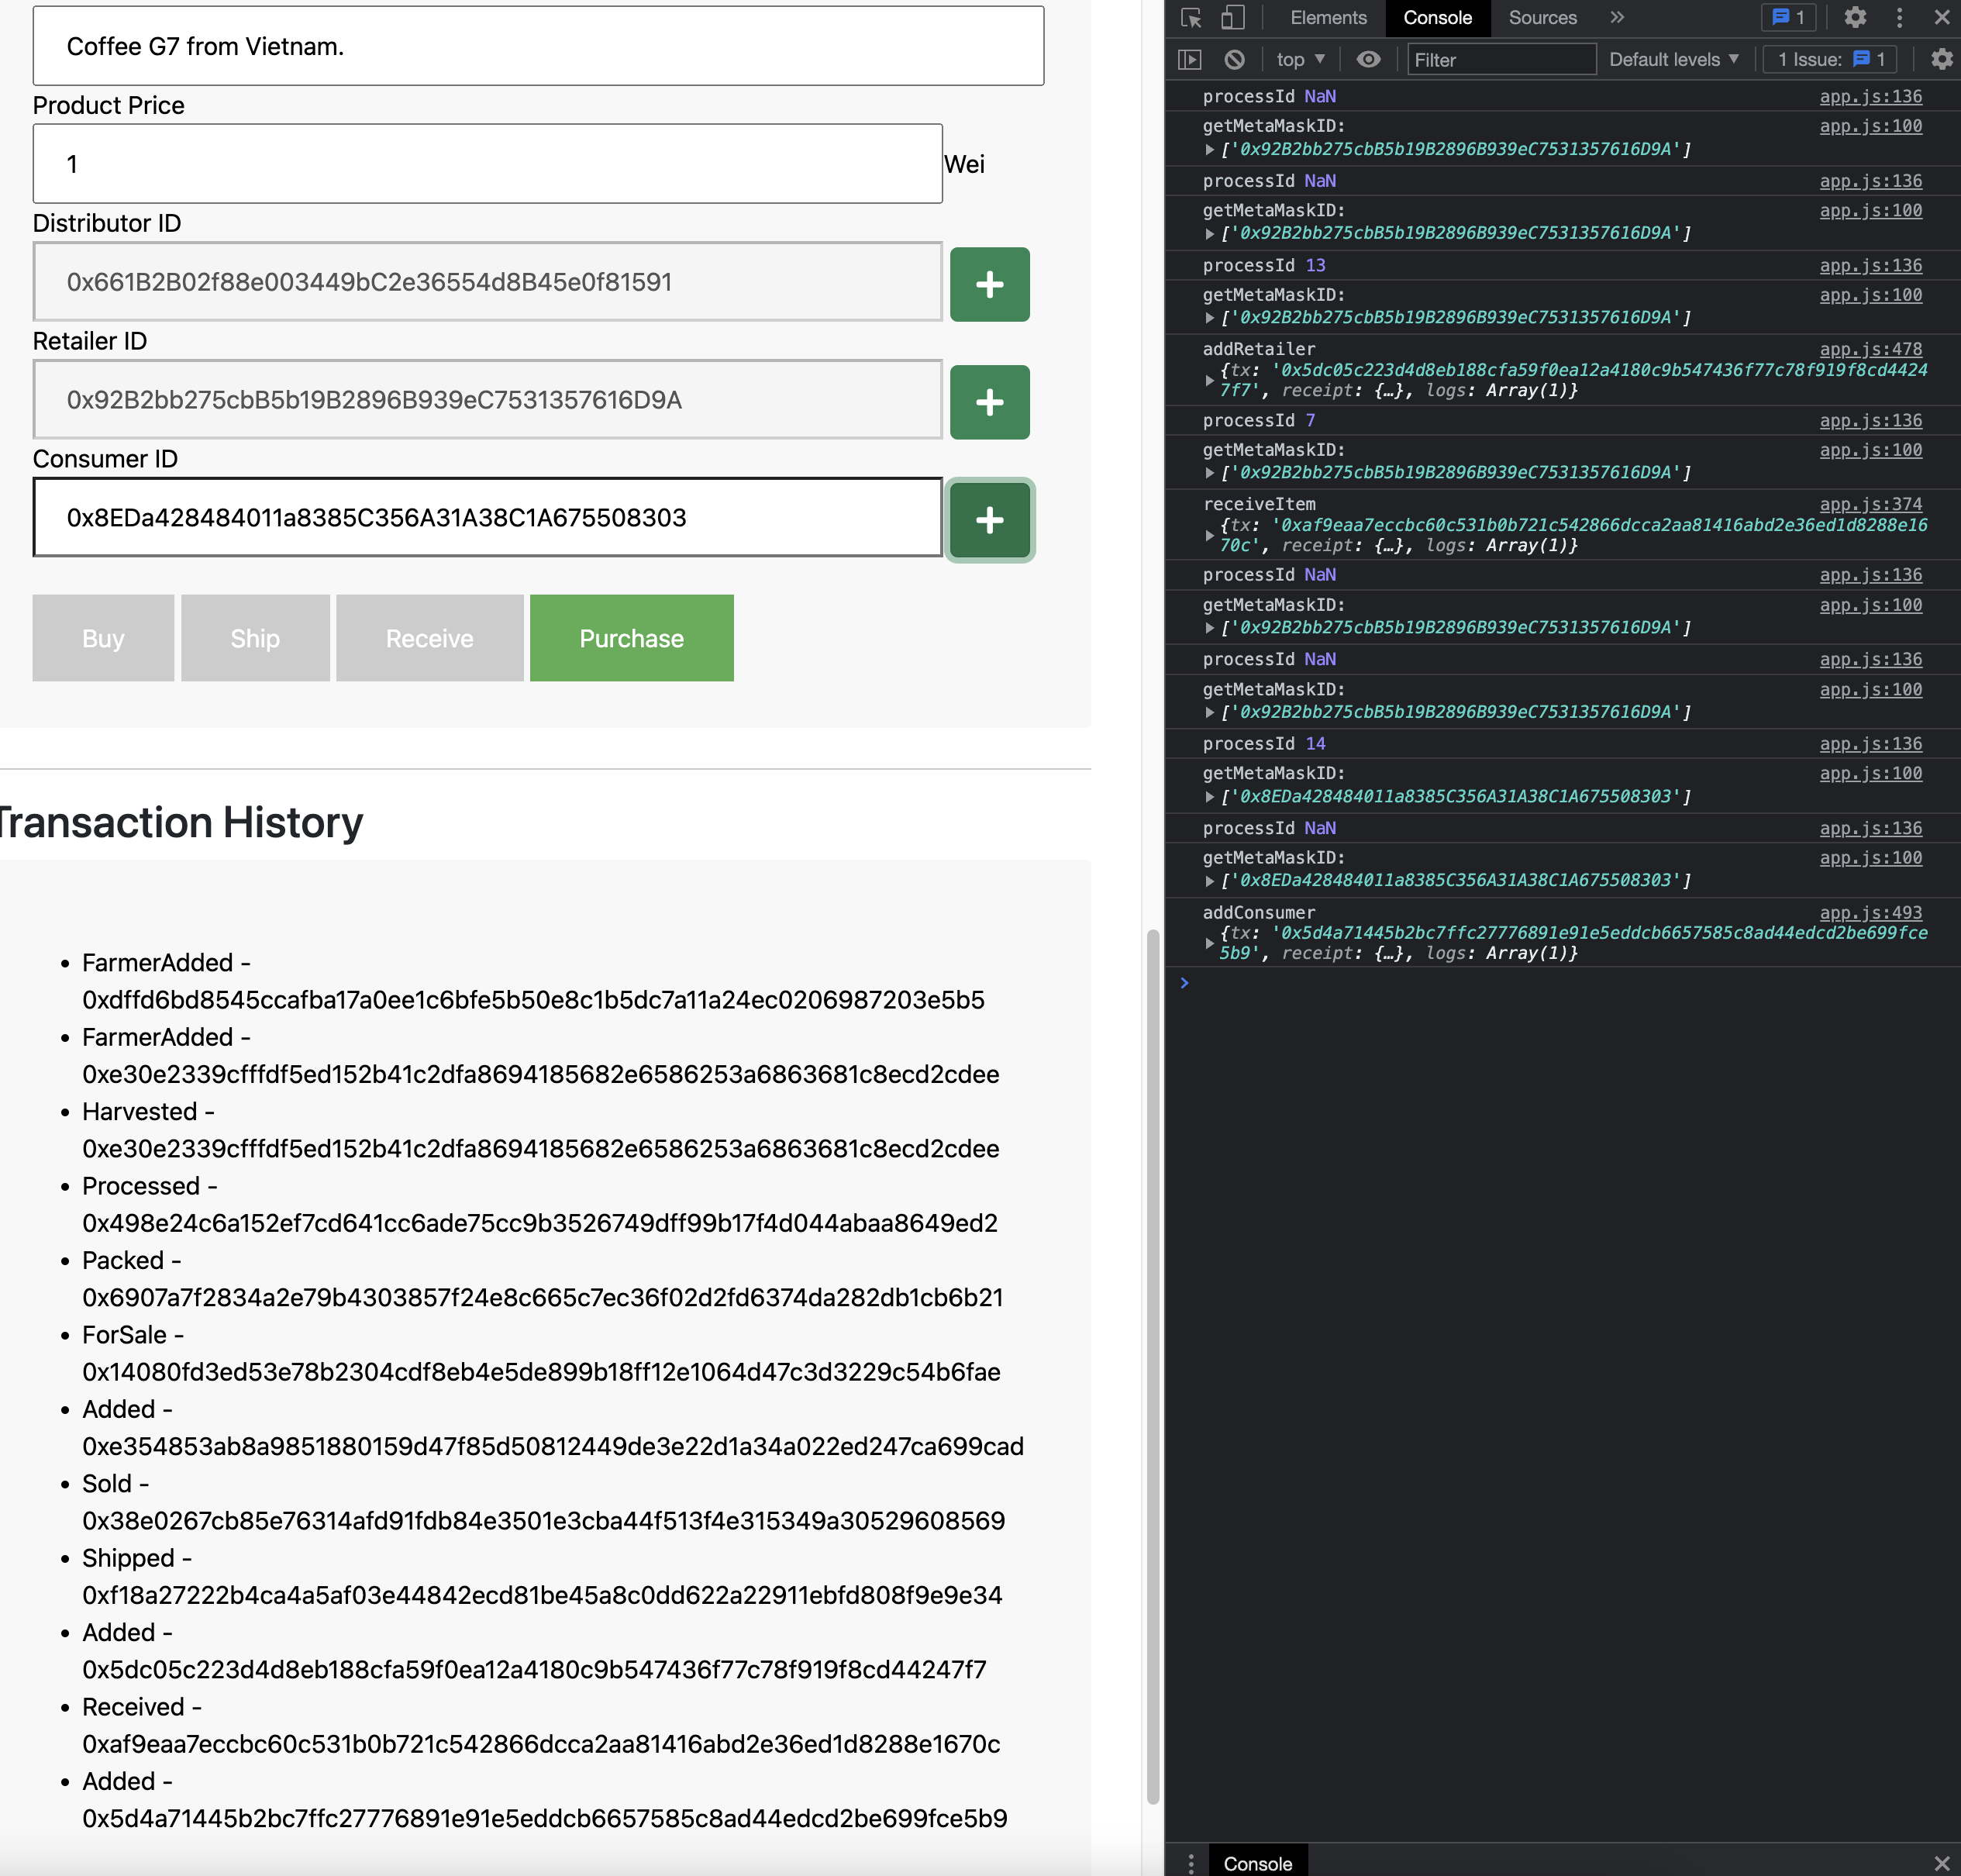 Coffee G7 from Vietnam.
Product Price
1
Wei
Distributor ID
0x661B2B02f88e003449bC2e36554d8B45e0f81591
Retailer ID
0x92B2bb275cbB5b19B2896B939eC7531357616D9A
Consumer ID
0x8EDa428484011a8385C356A31A38C1A675508303
Buy Ship Receive Purchase
Transaction History
FarmerAdded -
0xdffd6bd8545ccafba17a0ee1c6bfe5b50e8c1b5dc7a11a24ec0206987203e5b5
FarmerAdded -
0xe30e2339cfffdf5ed152b41c2dfa8694185682e6586253a6863681c8ecd2cdee
Harvested -
0xe30e2339cfffdf5ed152b41c2dfa8694185682e6586253a6863681c8ecd2cdee
Processed -
0x498e24c6a152ef7cd641cc6ade75cc9b3526749dff99b17f4d044abaa8649ed2
Packed -
0x6907a7f2834a2e79b4303857f24e8c665c7ec36f02d2fd6374da282db1cb6b21
ForSale -
0x14080fd3ed53e78b2304cdf8eb4e5de899b18ff12e1064d47c3d3229c54b6fae
Added -
0xe354853ab8a9851880159d47f85d50812449de3e22d1a34a022ed247ca699cad
Sold -
0x38e0267cb85e76314afd91fdb84e3501e3cba44f513f4e315349a30529608569
Shipped -
0xf18a27222b4ca4a5af03e44842ecd81be45a8c0dd622a22911ebfd808f9e9e34
Added -
0x5dc05c223d4d8eb188cfa59f0ea12a4180c9b547436f77c78f919f8cd44247f7
Received -
0xaf9eaa7eccbc60c531b0b721c542866dcca2aa81416abd2e36ed1d8288e1670c
Added -
0x5d4a71445b2bc7ffc27776891e91e5eddcb6657585c8ad44edcd2be699fce5b9
Elements Console Sources 1
top Filter Default levels 1 Issue: 1
processId NaN app.js:136
getMetaMaskID: app.js:100
['0x92B2bb275cbB5b19B2896B939eC7531357616D9A']
processId NaN app.js:136
getMetaMaskID: app.js:100
['0x92B2bb275cbB5b19B2896B939eC7531357616D9A']
processId 13 app.js:136
getMetaMaskID: app.js:100
['0x92B2bb275cbB5b19B2896B939eC7531357616D9A']
addRetailer app.js:478
{tx: '0x5dc05c223d4d8eb188cfa59f0ea12a4180c9b547436f77c78f919f8cd4424
7f7', receipt: {…}, logs: Array(1)}
processId 7 app.js:136
getMetaMaskID: app.js:100
['0x92B2bb275cbB5b19B2896B939eC7531357616D9A']
receiveItem app.js:374
{tx: '0xaf9eaa7eccbc60c531b0b721c542866dcca2aa81416abd2e36ed1d8288e16
70c', receipt: {…}, logs: Array(1)}
processId NaN app.js:136
getMetaMaskID: app.js:100
['0x92B2bb275cbB5b19B2896B939eC7531357616D9A']
processId NaN app.js:136
getMetaMaskID: app.js:100
['0x92B2bb275cbB5b19B2896B939eC7531357616D9A']
processId 14 app.js:136
getMetaMaskID: app.js:100
['0x8EDa428484011a8385C356A31A38C1A675508303']
processId NaN app.js:136
getMetaMaskID: app.js:100
['0x8EDa428484011a8385C356A31A38C1A675508303']
addConsumer app.js:493
{tx: '0x5d4a71445b2bc7ffc27776891e91e5eddcb6657585c8ad44edcd2be699fce
5b9', receipt: {…}, logs: Array(1)}
Console